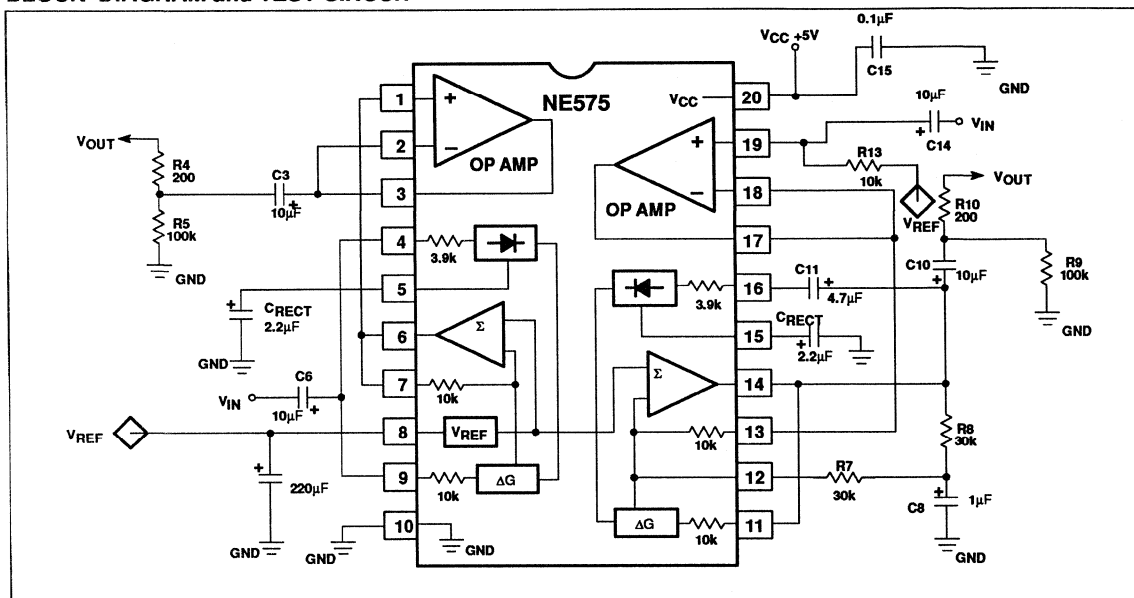 BLOCK DIAGRAM and TEST CIRCUIT
NE575
1
2
3
4
5
6
7
8
9
10
20
19
18
17
16
15
14
13
12
11
+
−
OP AMP
VOUT
R4
200
R5
100k
GND
C3
10µF
+
3.9k
CRECT
2.2µF
+
GND
Σ
10k
VIN
C6
10µF
+
VREF
VREF
+
220µF
GND
10k
ΔG
GND
GND
VCC
VCC +5V
0.1µF
C15
GND
10µF
+
C14
VIN
+
−
OP AMP
R13
10k
VREF
VOUT
R10
200
C10
10µF
+
R9
100k
GND
3.9k
C11
+
4.7µF
CRECT
+
2.2µF
Σ
10k
R8
30k
R7
30k
C8
+
1µF
GND
ΔG
10k